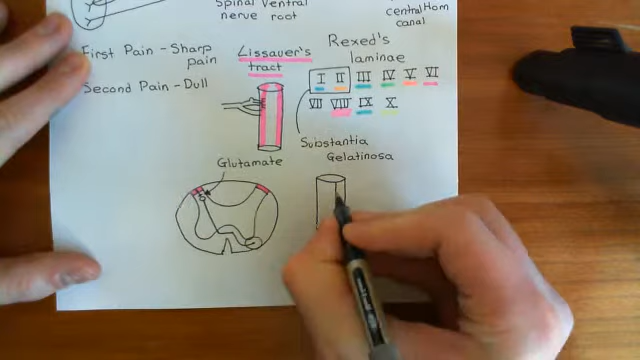 Spinal Ventral
nerve root
central Horn
canal
First Pain - Sharp
pain
Second Pain - Dull
Lissauer's
tract
Rexed's
laminae
I II III IV V VI
VII VIII IX X
Substantia
Gelatinosa
Glutamate